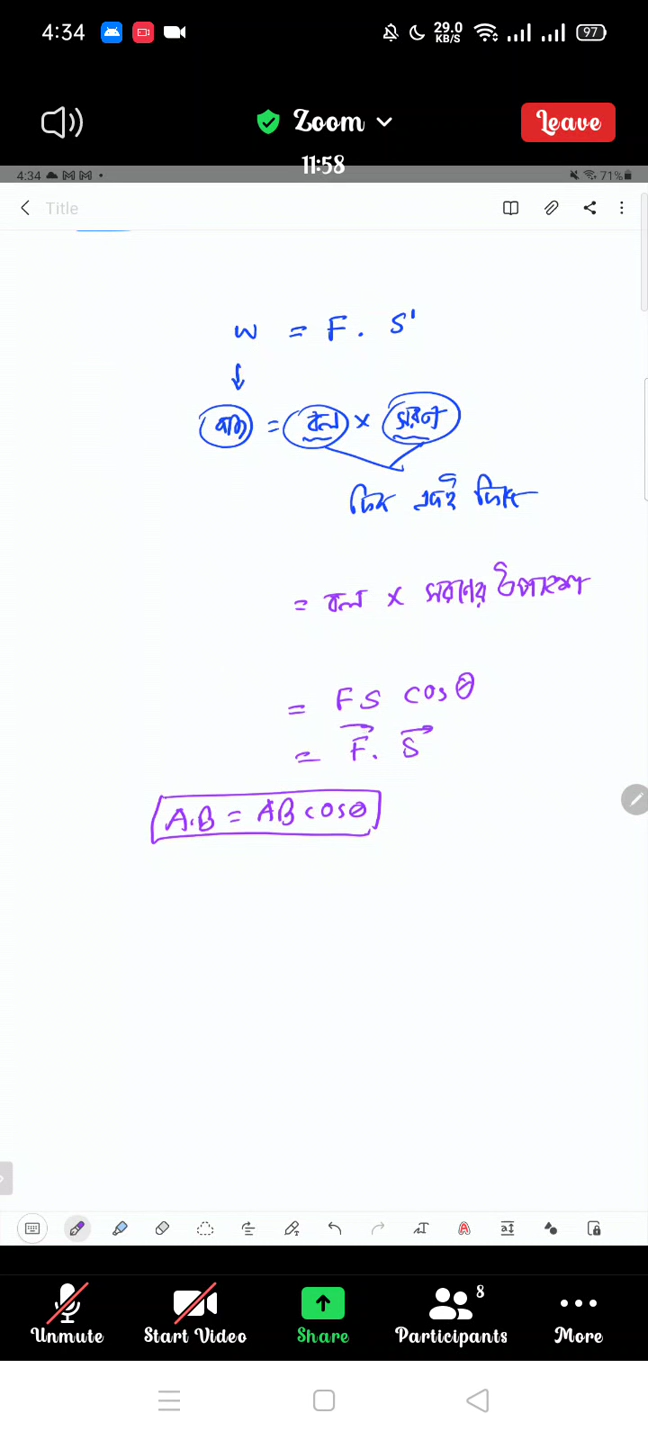 4:34 29.0 KB/S 97
Zoom Leave
11:58
4:34 71%
Title
W = F. S'
কাজ = বল × সরণ
ঠিক একই দিকে
= বল × সরণের উপাংশ
= FS cosθ
= F. S
A.B = AB cosθ
Unmute Start Video Share Participants 8 More